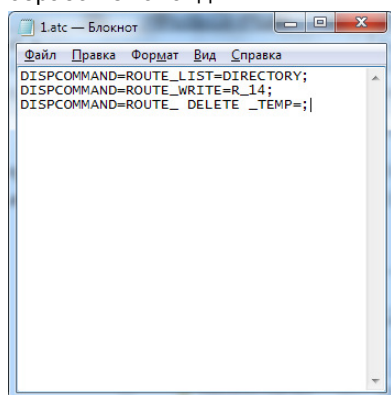 1.atc — Блокнот
Файл Правка Формат Вид Справка
DISPCOMMAND=ROUTE_LIST=DIRECTORY;
DISPCOMMAND=ROUTE_WRITE=R_14;
DISPCOMMAND=ROUTE_ DELETE _TEMP=;